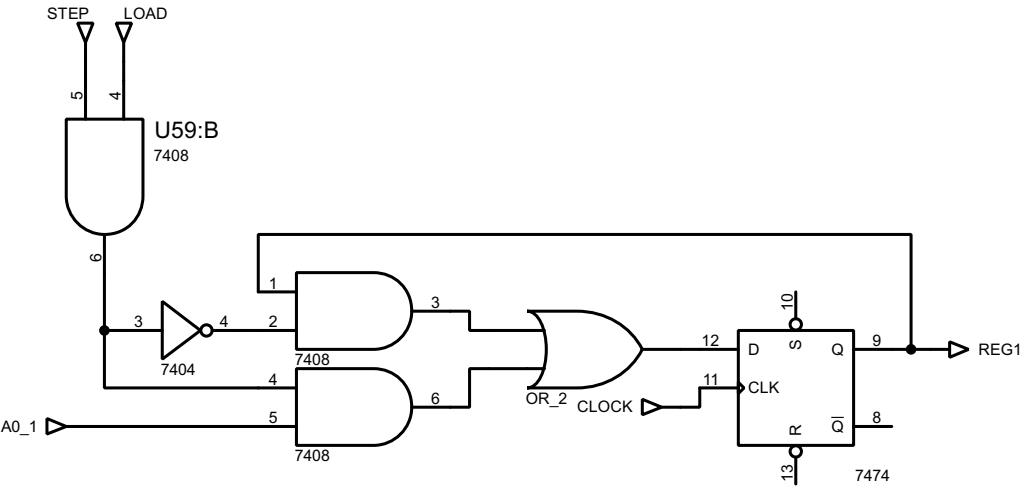 STEP LOAD
5 4
U59:B
7408
6
1
3
10
3 4 2
12 D S Q 9 REG1
7404 7408
4
11 CLK
OR_2
CLOCK
6
A0_1 5
R Q 8
7408
13
7474